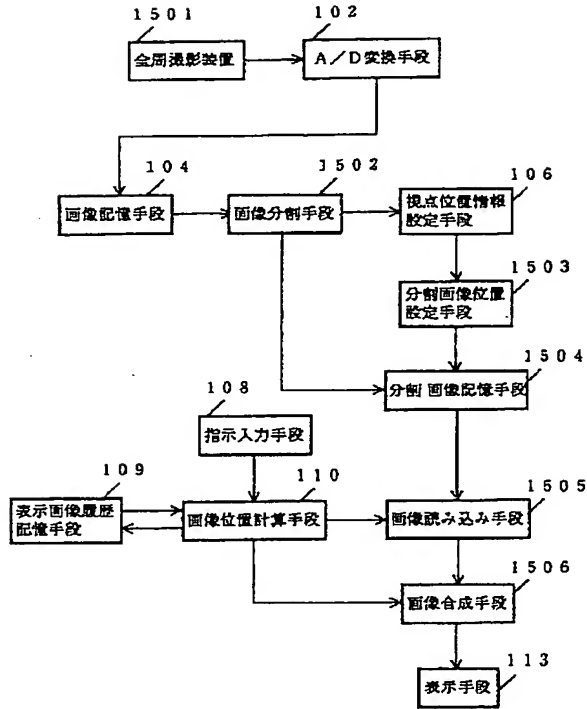 1501
102
全周撮影装置
A/D変換手段
104
1502
106
画像記憶手段
画像分割手段
視点位置情報
設定手段
1503
分割画像位置
設定手段
1504
分割画像記憶手段
108
指示入力手段
109
110
1505
表示画像履歴
記憶手段
画像位置計算手段
画像読み込み手段
1506
画像合成手段
113
表示手段